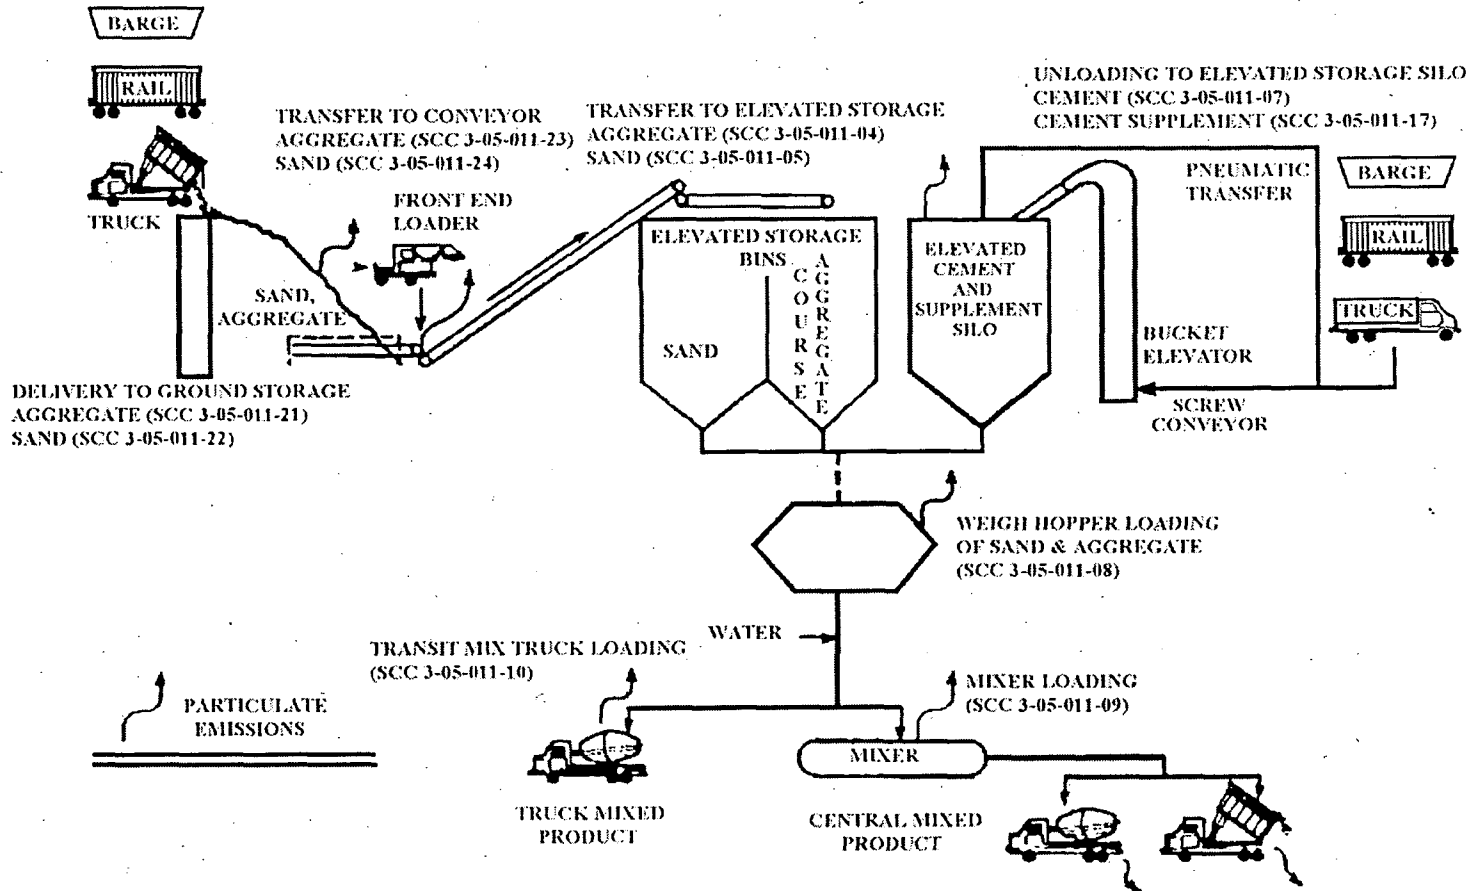 BARGE
RAIL
TRUCK
TRANSFER TO CONVEYOR
AGGREGATE (SCC 3-05-011-23)
SAND (SCC 3-05-011-24)
FRONT END
LOADER
SAND,
AGGREGATE
DELIVERY TO GROUND STORAGE
AGGREGATE (SCC 3-05-011-21)
SAND (SCC 3-05-011-22)
TRANSFER TO ELEVATED STORAGE
AGGREGATE (SCC 3-05-011-04)
SAND (SCC 3-05-011-05)
ELEVATED STORAGE
BINS
SAND
COURSE
AGGREGATE
UNLOADING TO ELEVATED STORAGE SILO
CEMENT (SCC 3-05-011-07)
CEMENT SUPPLEMENT (SCC 3-05-011-17)
PNEUMATIC
TRANSFER
ELEVATED
CEMENT
AND
SUPPLEMENT
SILO
BARGE
RAIL
TRUCK
BUCKET
ELEVATOR
SCREW
CONVEYOR
WEIGH HOPPER LOADING
OF SAND & AGGREGATE
(SCC 3-05-011-08)
WATER
TRANSIT MIX TRUCK LOADING
(SCC 3-05-011-10)
MIXER LOADING
(SCC 3-05-011-09)
PARTICULATE
EMISSIONS
MIXER
TRUCK MIXED
PRODUCT
CENTRAL MIXED
PRODUCT